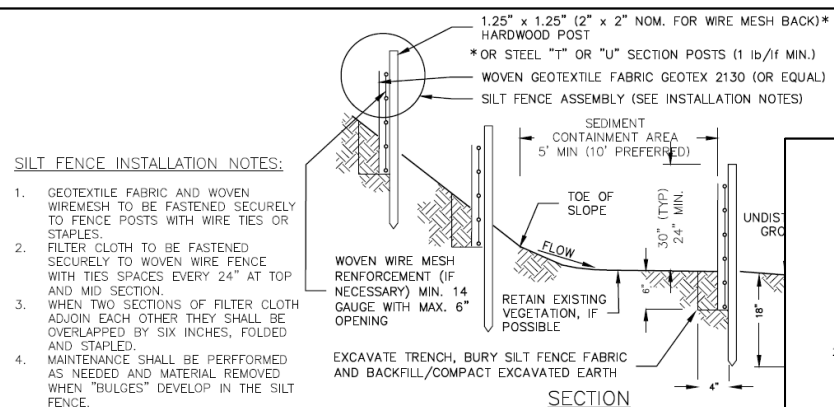 1.25" x 1.25" (2" x 2" NOM. FOR WIRE MESH BACK)*
HARDWOOD POST
*OR STEEL "T" OR "U" SECTION POSTS (1 lb/lf MIN.)
WOVEN GEOTEXTILE FABRIC GEOTEX 2130 (OR EQUAL)
SILT FENCE ASSEMBLY (SEE INSTALLATION NOTES)
SEDIMENT
CONTAINMENT AREA
5' MIN (10' PREFERRED)
SILT FENCE INSTALLATION NOTES:
1. GEOTEXTILE FABRIC AND WOVEN
WIREMESH TO BE FASTENED SECURELY
TO FENCE POSTS WITH WIRE TIES OR
STAPLES.
2. FILTER CLOTH TO BE FASTENED
SECURELY TO WOVEN WIRE FENCE
WITH TIES SPACES EVERY 24" AT TOP
AND MID SECTION.
3. WHEN TWO SECTIONS OF FILTER CLOTH
ADJOIN EACH OTHER THEY SHALL BE
OVERLAPPED BY SIX INCHES, FOLDED
AND STAPLED.
4. MAINTENANCE SHALL BE PERFFORMED
AS NEEDED AND MATERIAL REMOVED
WHEN "BULGES" DEVELOP IN THE SILT
FENCE.
WOVEN WIRE MESH
RENFORCEMENT (IF
NECESSARY) MIN. 14
GAUGE WITH MAX. 6"
OPENING
TOE OF
SLOPE
FLOW
30" (TYP)
24" MIN.
UNDIST
GRO
RETAIN EXISTING
VEGETATION, IF
POSSIBLE
6"
18"
EXCAVATE TRENCH, BURY SILT FENCE FABRIC
AND BACKFILL/COMPACT EXCAVATED EARTH
4"
SECTION